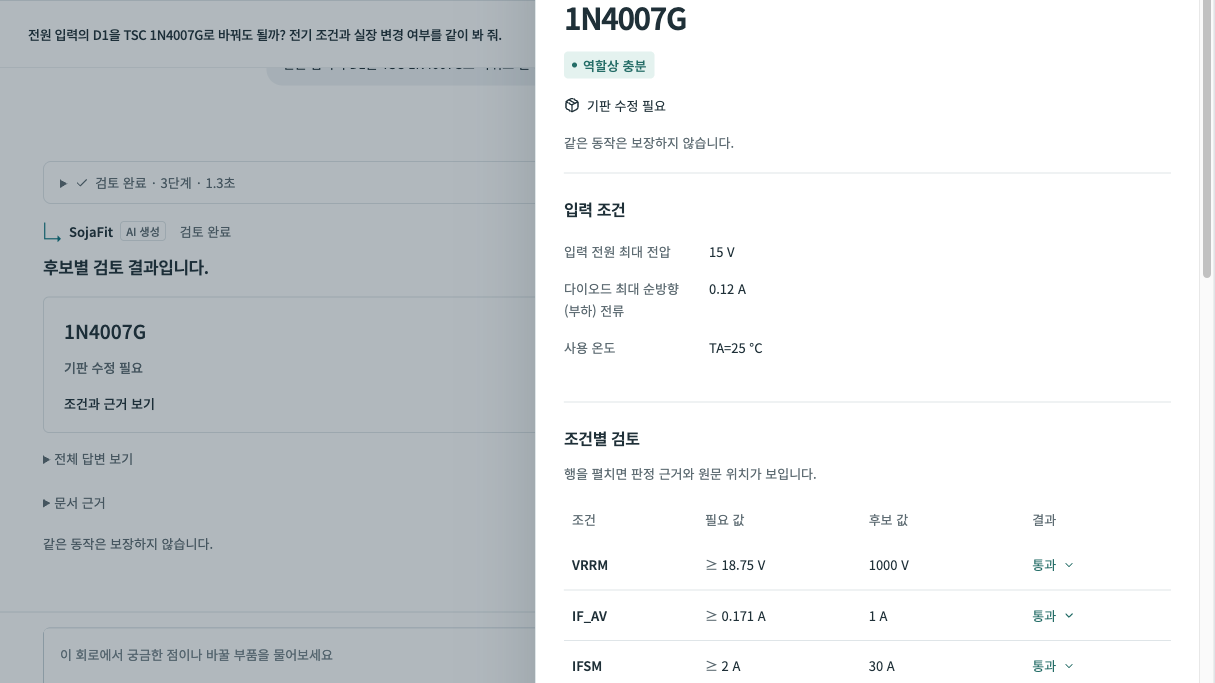 전원 입력의 D1을 TSC 1N4007G로 바꿔도 될까? 전기 조건과 실장 변경 여부를 같이 봐 줘.
검토 완료 · 3단계 · 1.3초
SojaFit AI 생성 검토 완료
후보별 검토 결과입니다.
1N4007G
기판 수정 필요
조건과 근거 보기
전체 답변 보기
문서 근거
같은 동작은 보장하지 않습니다.
이 회로에서 궁금한 점이나 바꿀 부품을 물어보세요
1N4007G
역할상 충분
기판 수정 필요
같은 동작은 보장하지 않습니다.
입력 조건
입력 전원 최대 전압 15 V
다이오드 최대 순방향 0.12 A
(부하) 전류
사용 온도 TA=25 °C
조건별 검토
행을 펼치면 판정 근거와 원문 위치가 보입니다.
조건 필요 값 후보 값 결과
VRRM ≥ 18.75 V 1000 V 통과
IF_AV ≥ 0.171 A 1 A 통과
IFSM ≥ 2 A 30 A 통과